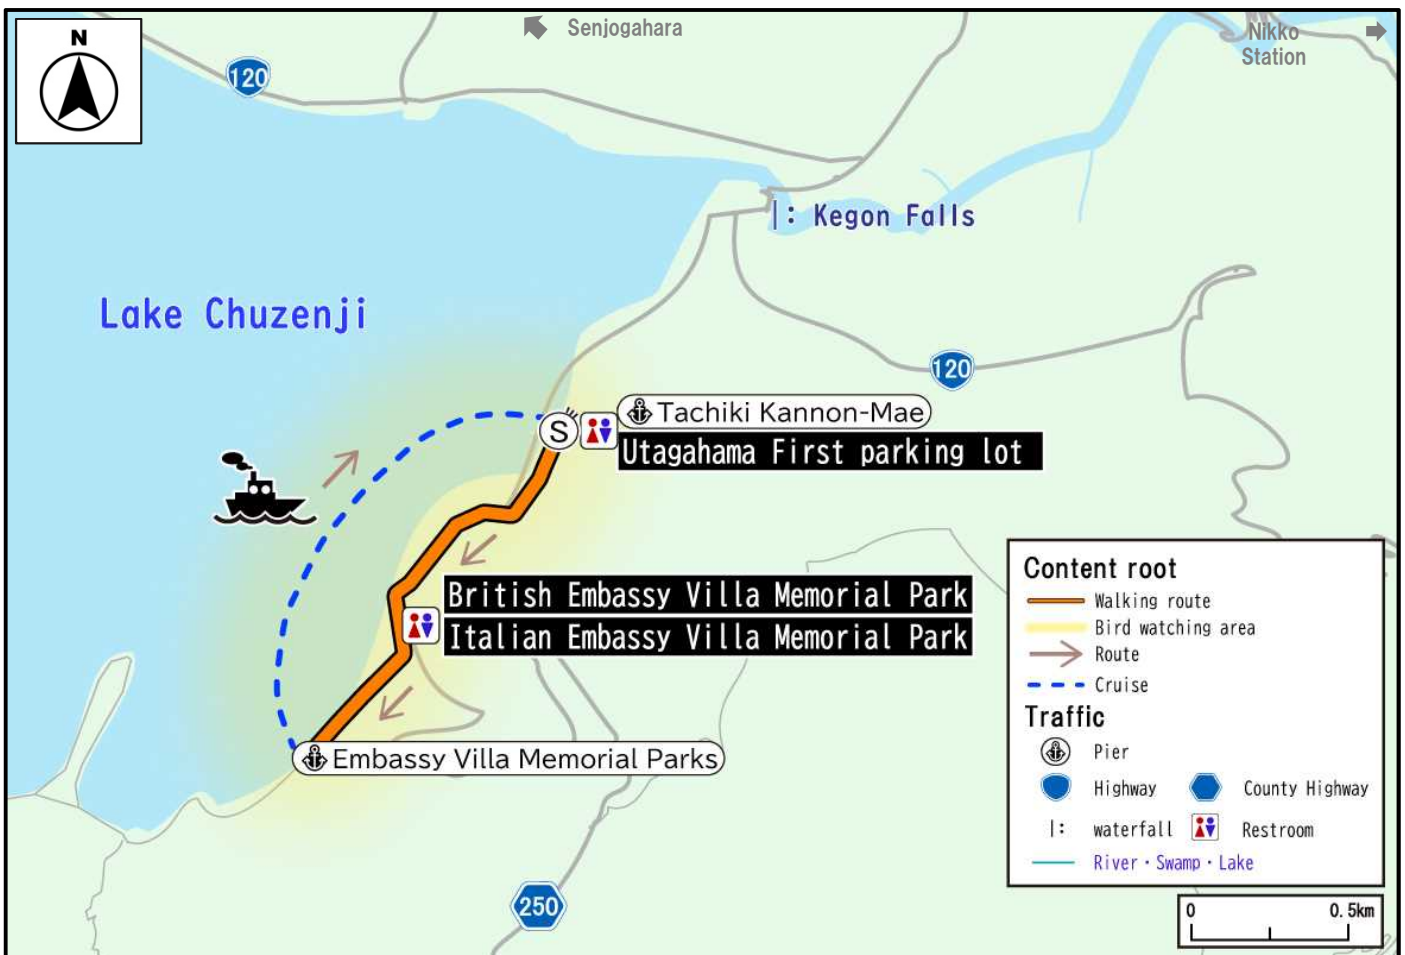 N
Senjogahara
Nikko
Station
120
|: Kegon Falls
Lake Chuzenji
120
Tachiki Kannon-Mae
S
Utagahama First parking lot
British Embassy Villa Memorial Park
Italian Embassy Villa Memorial Park
Embassy Villa Memorial Parks
250
Content root
Walking route
Bird watching area
Route
Cruise
Traffic
Pier
Highway
County Highway
|: waterfall
Restroom
River・Swamp・Lake
0 0.5km